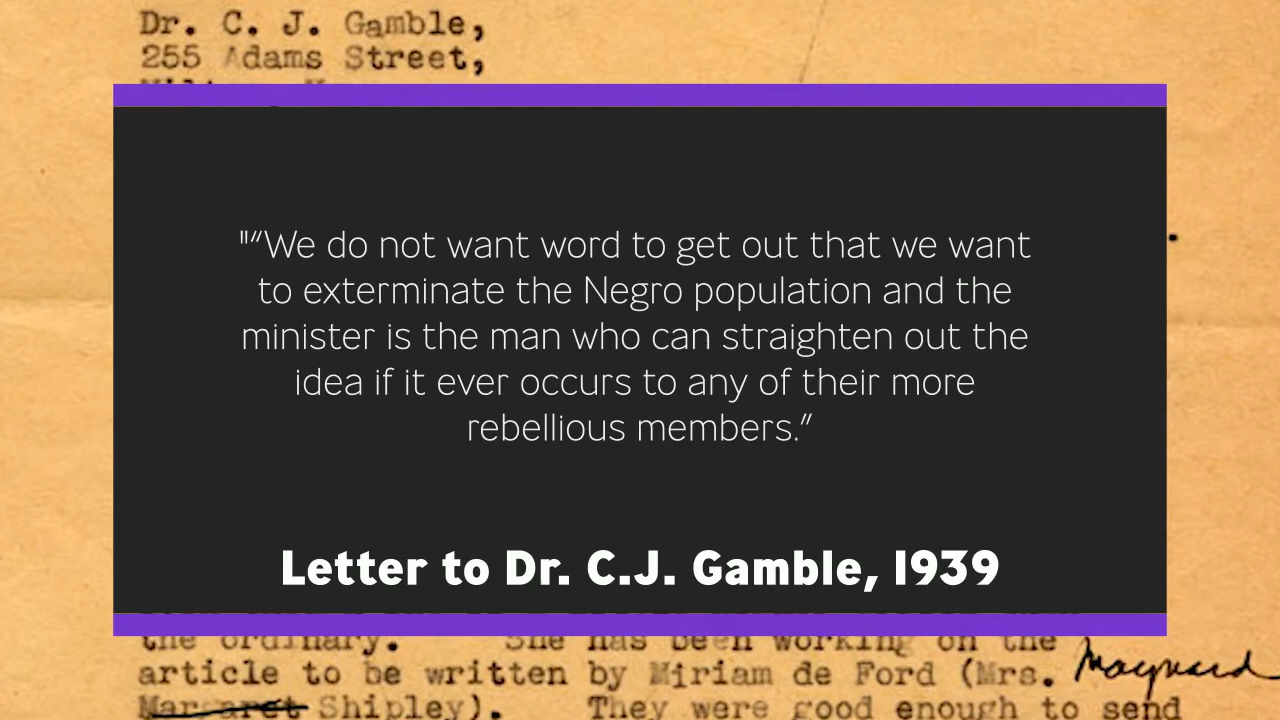 Dr. C. J. Gamble,
255 Adams Street,
"“We do not want word to get out that we want
to exterminate the Negro population and the
minister is the man who can straighten out the
idea if it ever occurs to any of their more
rebellious members.”
Letter to Dr. C.J. Gamble, 1939
the ordinary. She has been working on the
article to be written by Miriam de Ford (Mrs. Maynard
Margaret Shipley). They were good enough to send